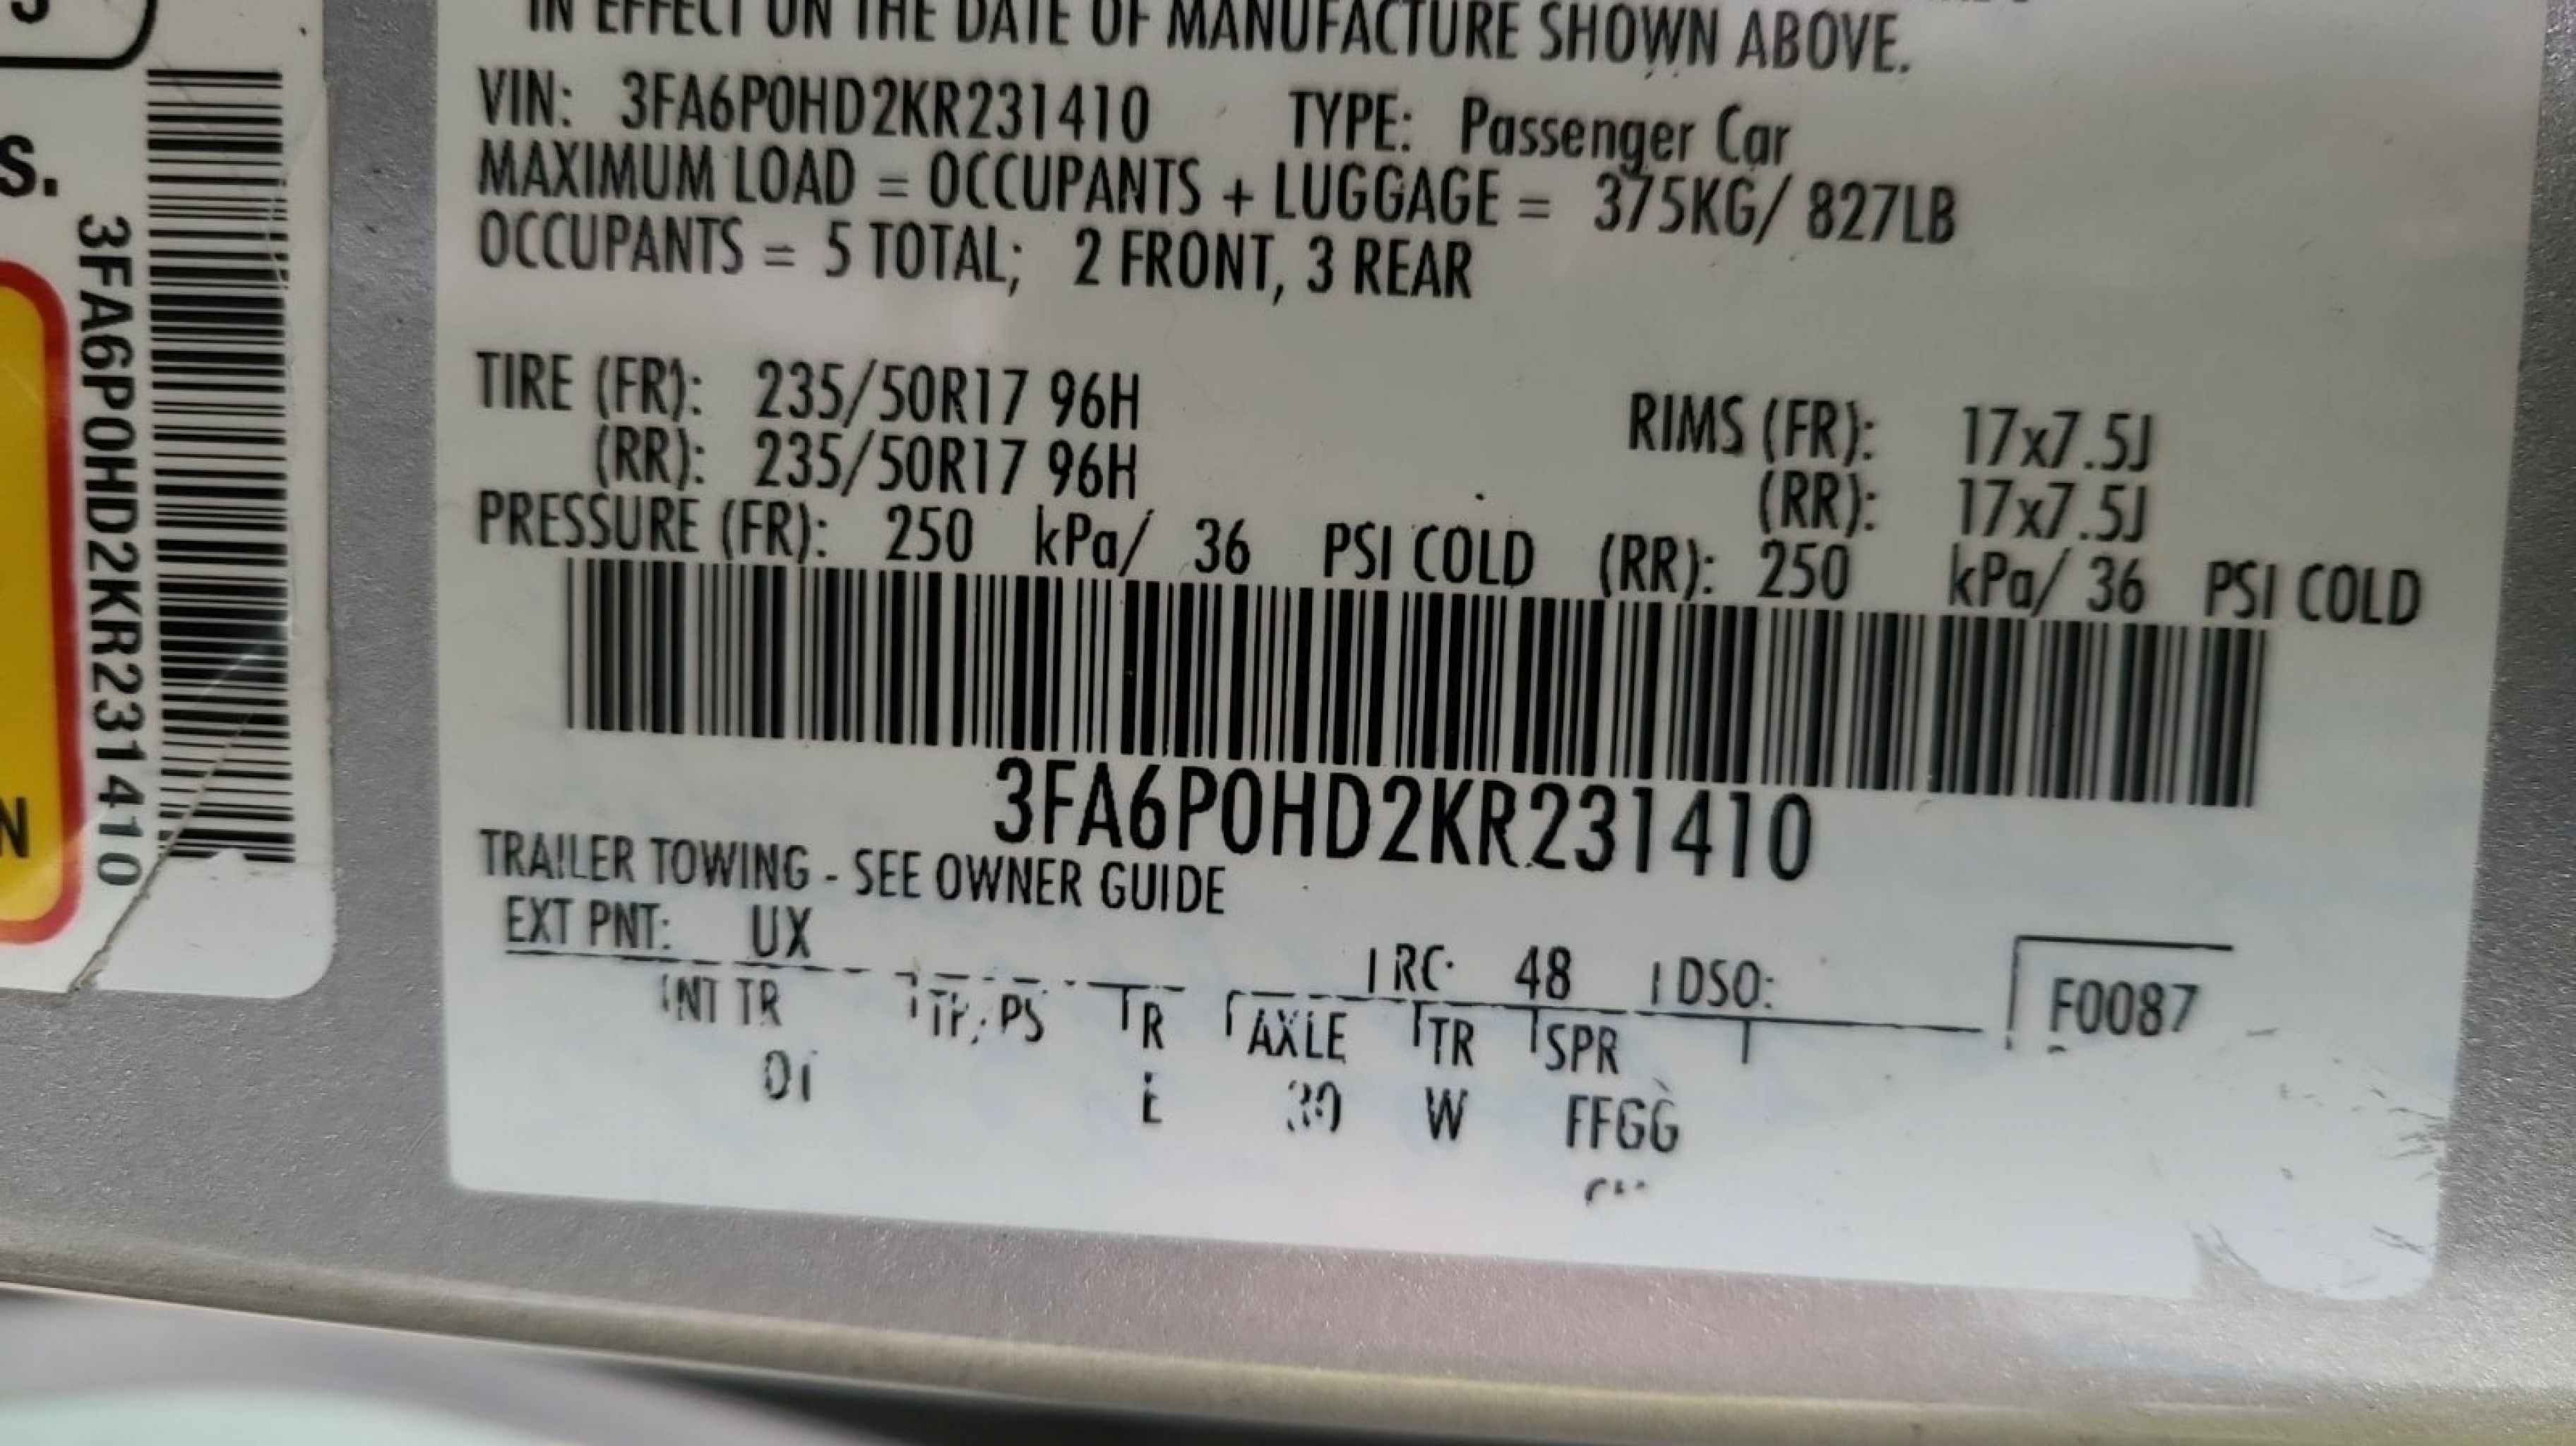 IN EFFECT ON THE DATE OF MANUFACTURE SHOWN ABOVE.
VIN: 3FA6P0HD2KR231410 TYPE: Passenger Car
MAXIMUM LOAD = OCCUPANTS + LUGGAGE = 375KG/ 827LB
OCCUPANTS = 5 TOTAL; 2 FRONT, 3 REAR
TIRE (FR): 235/50R17 96H RIMS (FR): 17x7.5J
(RR): 235/50R17 96H (RR): 17x7.5J
PRESSURE (FR): 250 kPa/ 36 PSI COLD (RR): 250 kPa/ 36 PSI COLD
3FA6P0HD2KR231410
TRAILER TOWING - SEE OWNER GUIDE
EXT PNT: UX RC: 48 DSO:
F0087
INT TR TP/PS R AXLE TR SPR
W FFGG
S.
3FA6P0HD2KR231410
N